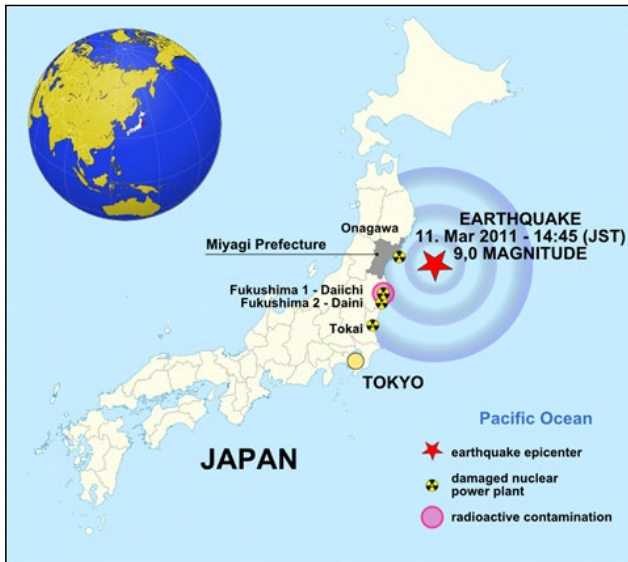 Onagawa
EARTHQUAKE
11. Mar 2011 - 14:45 (JST)
9,0 MAGNITUDE
Miyagi Prefecture
Fukushima 1 - Daiichi
Fukushima 2 - Daini
Tokai
TOKYO
JAPAN
Pacific Ocean
earthquake epicenter
damaged nuclear
power plant
radioactive contamination